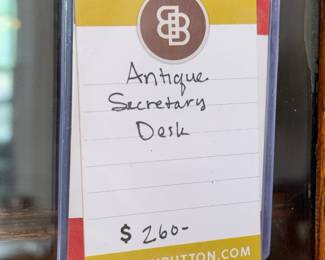 Antique
Secretary
Desk
$ 260-
BUTTON.COM